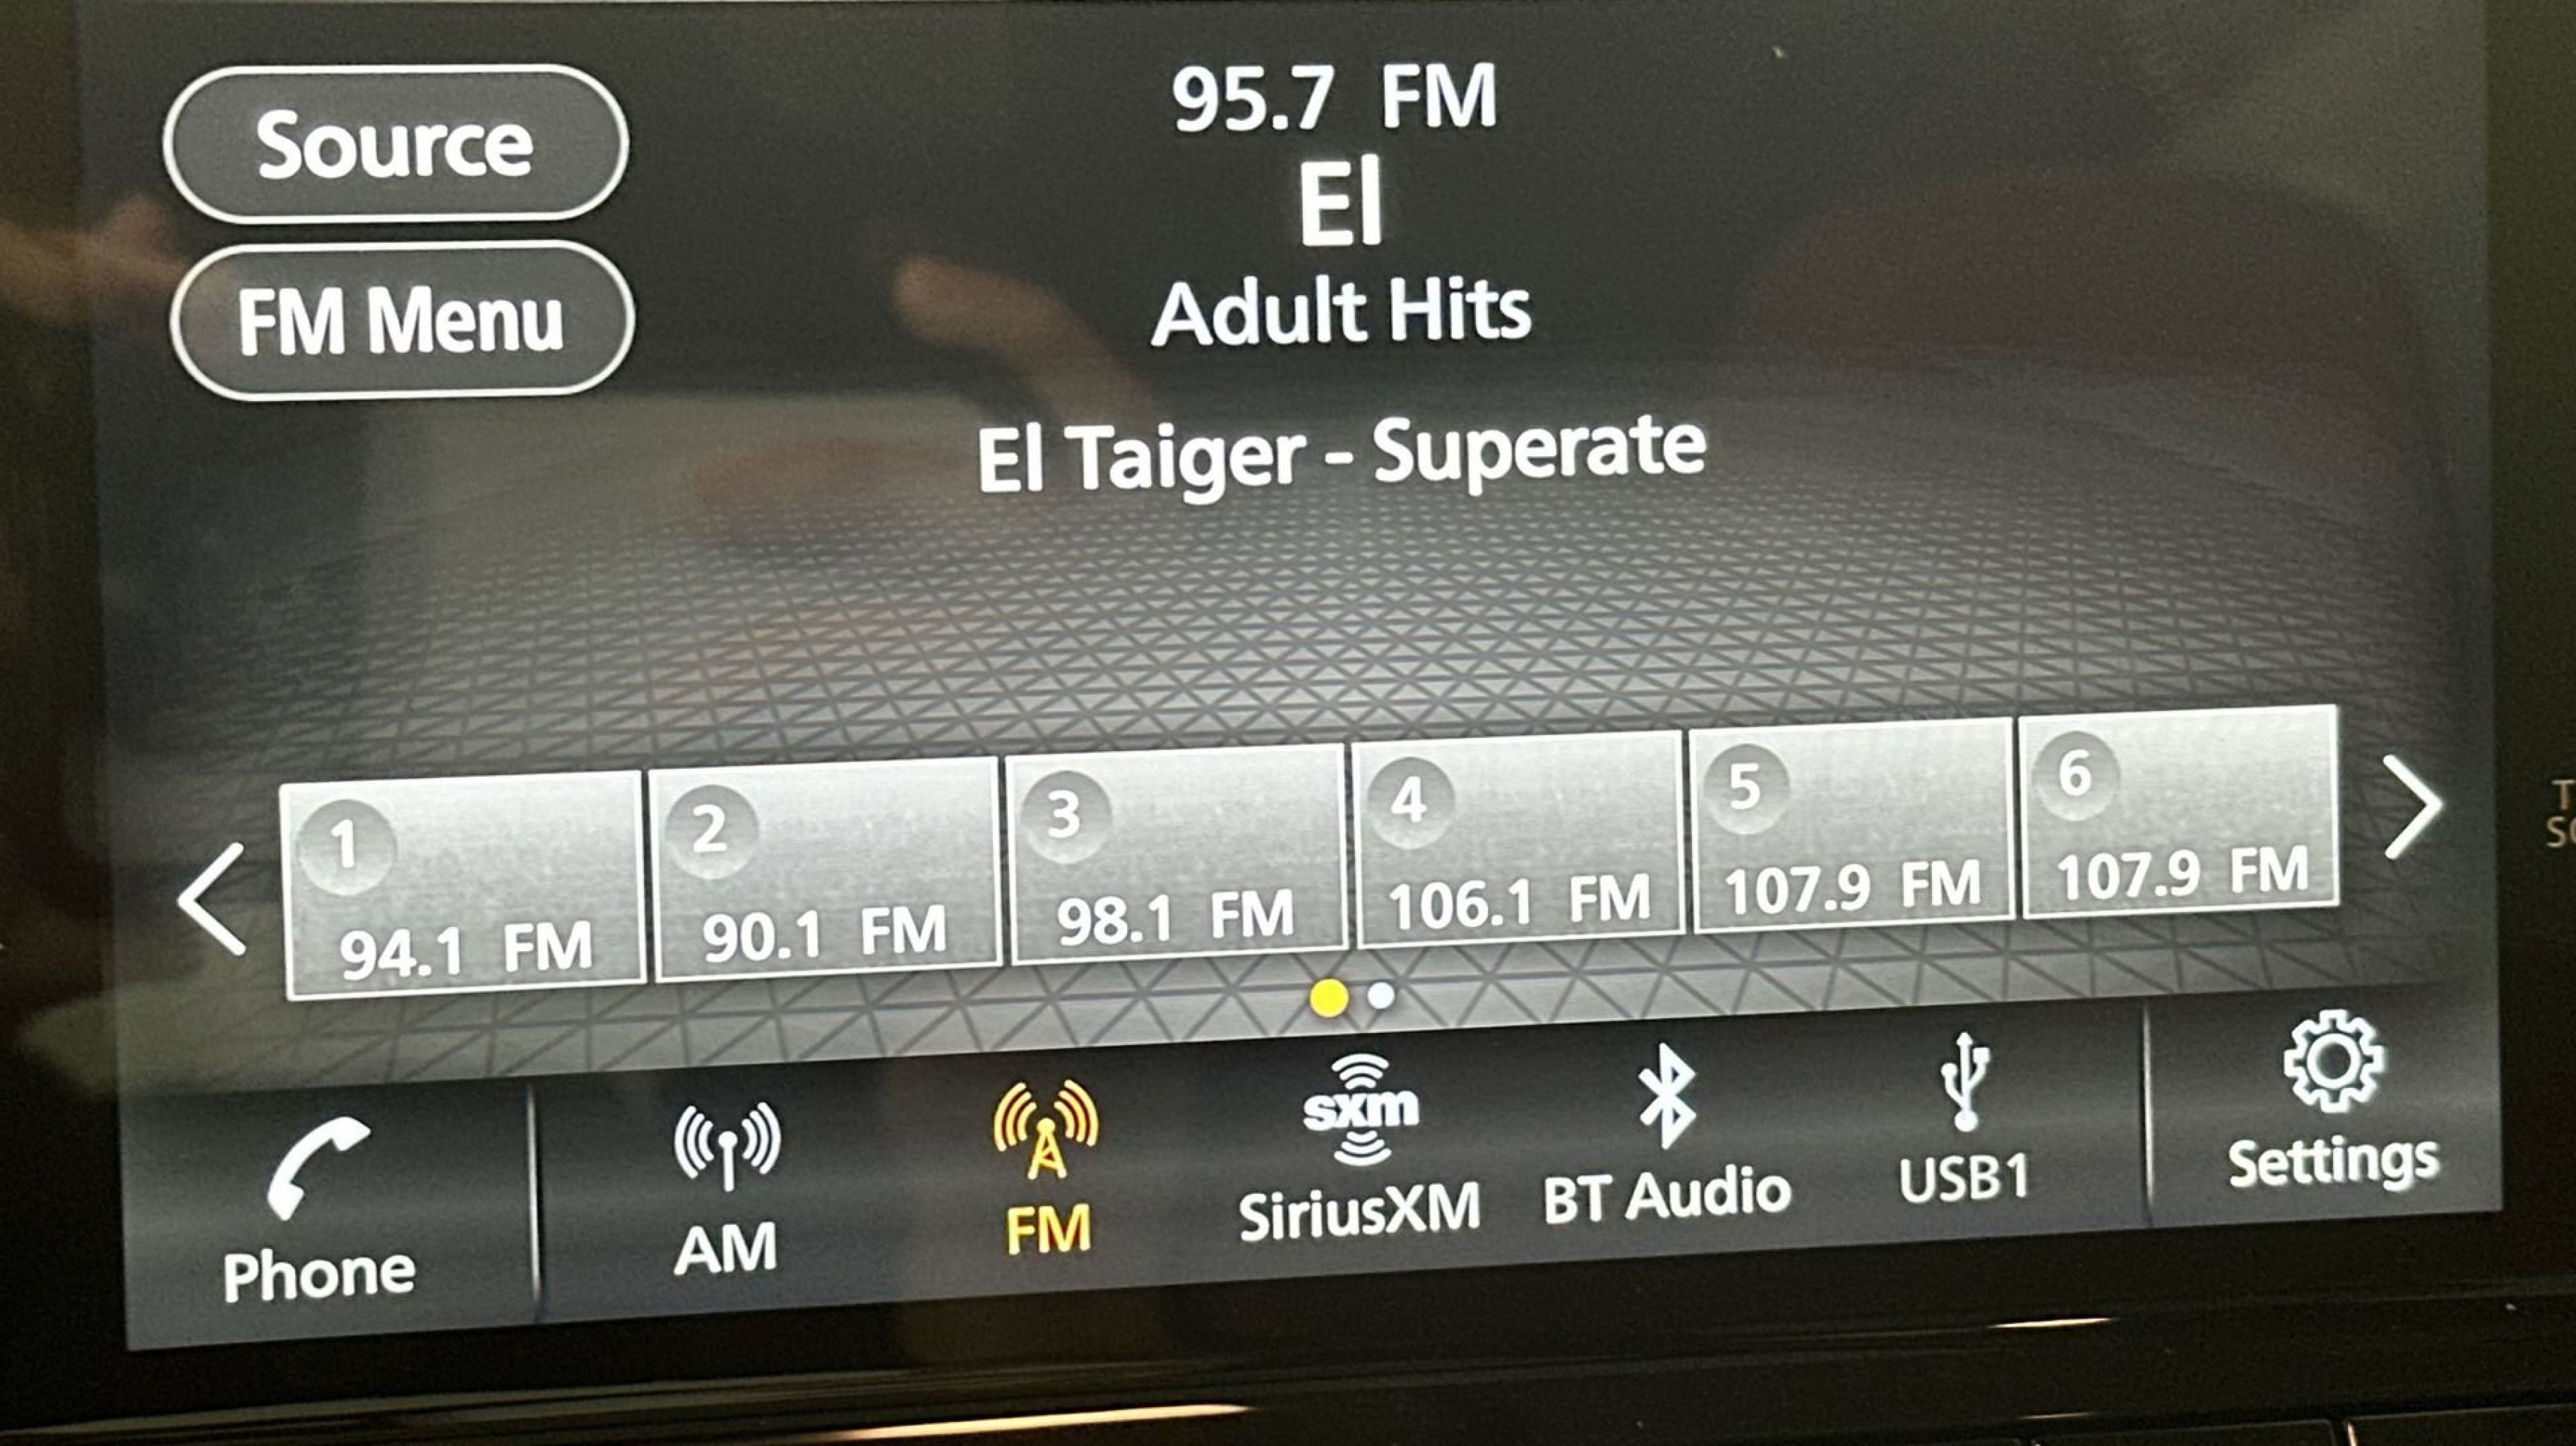 95.7 FM
Source
El
FM Menu
Adult Hits
El Taiger - Superate
1
94.1 FM
2
90.1 FM
3
98.1 FM
4
106.1 FM
5
107.9 FM
6
107.9 FM
Phone
AM
FM
sxm
SiriusXM
BT Audio
USB1
Settings